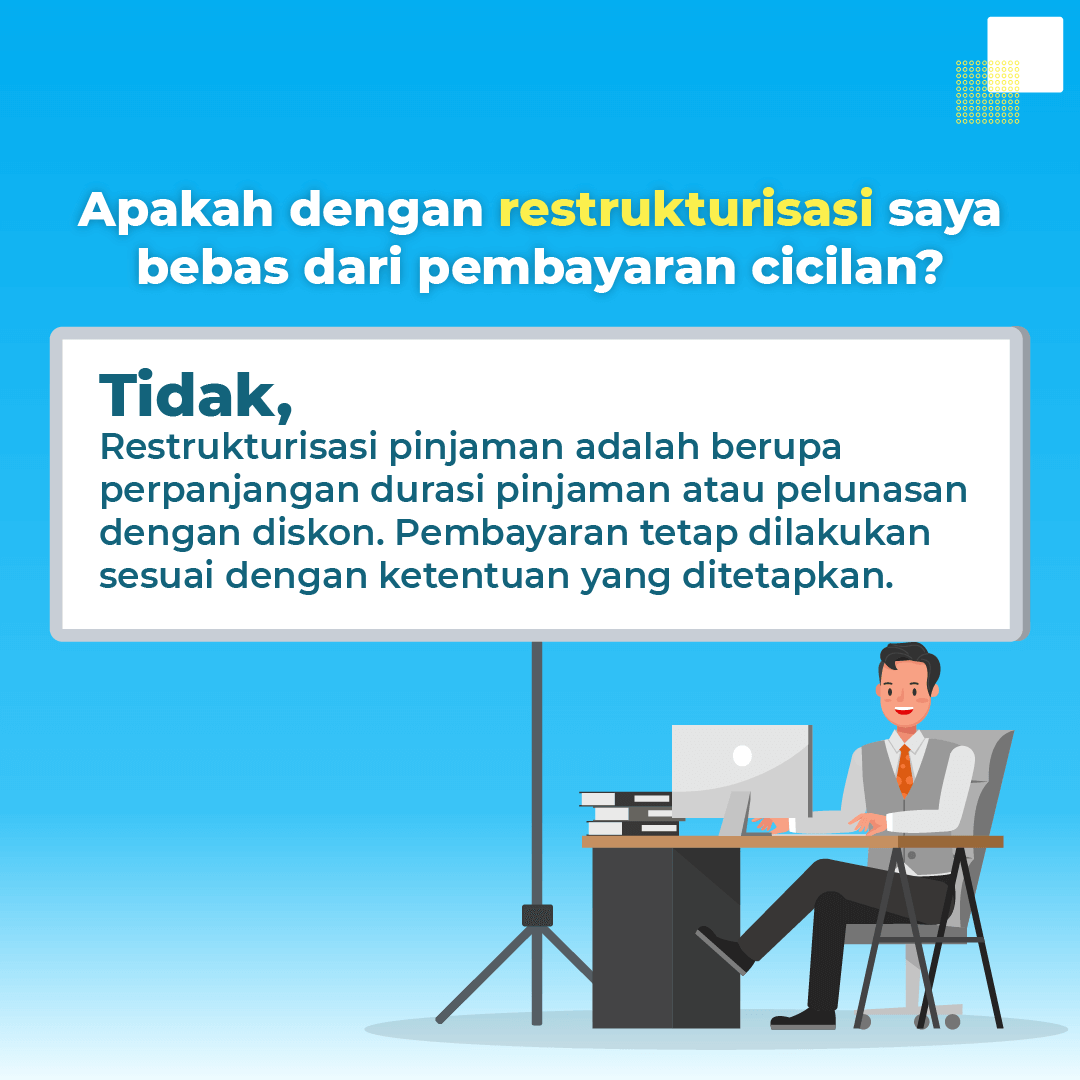 Apakah dengan restrukturisasi saya
bebas dari pembayaran cicilan?
Tidak,
Restrukturisasi pinjaman adalah berupa
perpanjangan durasi pinjaman atau pelunasan
dengan diskon. Pembayaran tetap dilakukan
sesuai dengan ketentuan yang ditetapkan.